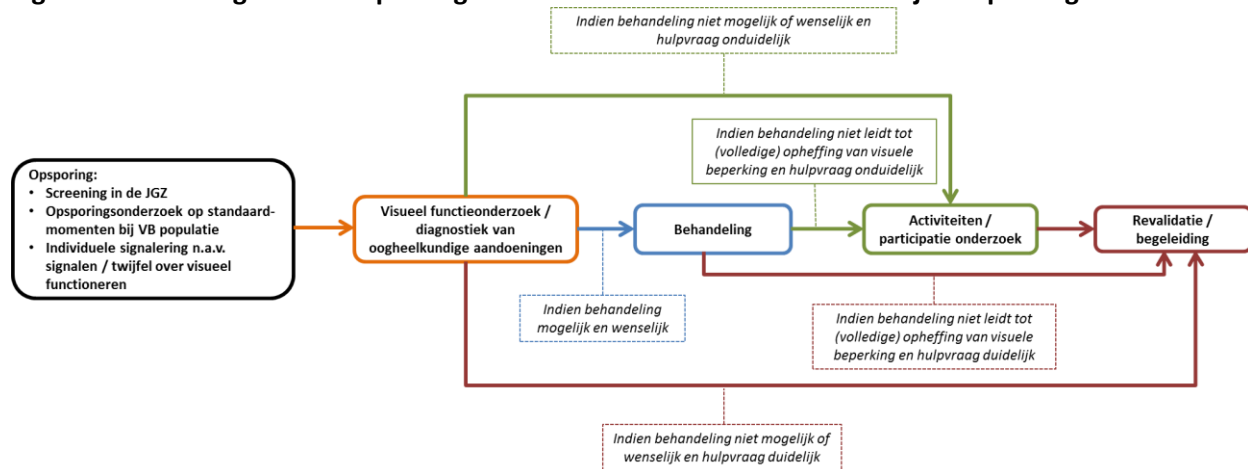 Indien behandeling niet mogelijk of wenselijk en
hulpvraag onduidelijk
Indien behandeling niet leidt tot
(volledige) opheffing van visuele
beperking en hulpvraag onduidelijk
Opsporing:
• Screening in de JGZ
• Opsporingsonderzoek op standaard-
momenten bij VB populatie
• Individuele signalering n.a.v.
signalen / twijfel over visueel
functioneren
Visueel functieonderzoek /
diagnostiek van
oogheelkundige aandoeningen
Behandeling
Activiteiten /
participatie onderzoek
Revalidatie /
begeleiding
Indien behandeling
mogelijk en wenselijk
Indien behandeling niet leidt tot
(volledige) opheffing van visuele
beperking en hulpvraag duidelijk
Indien behandeling niet mogelijk of
wenselijk en hulpvraag duidelijk